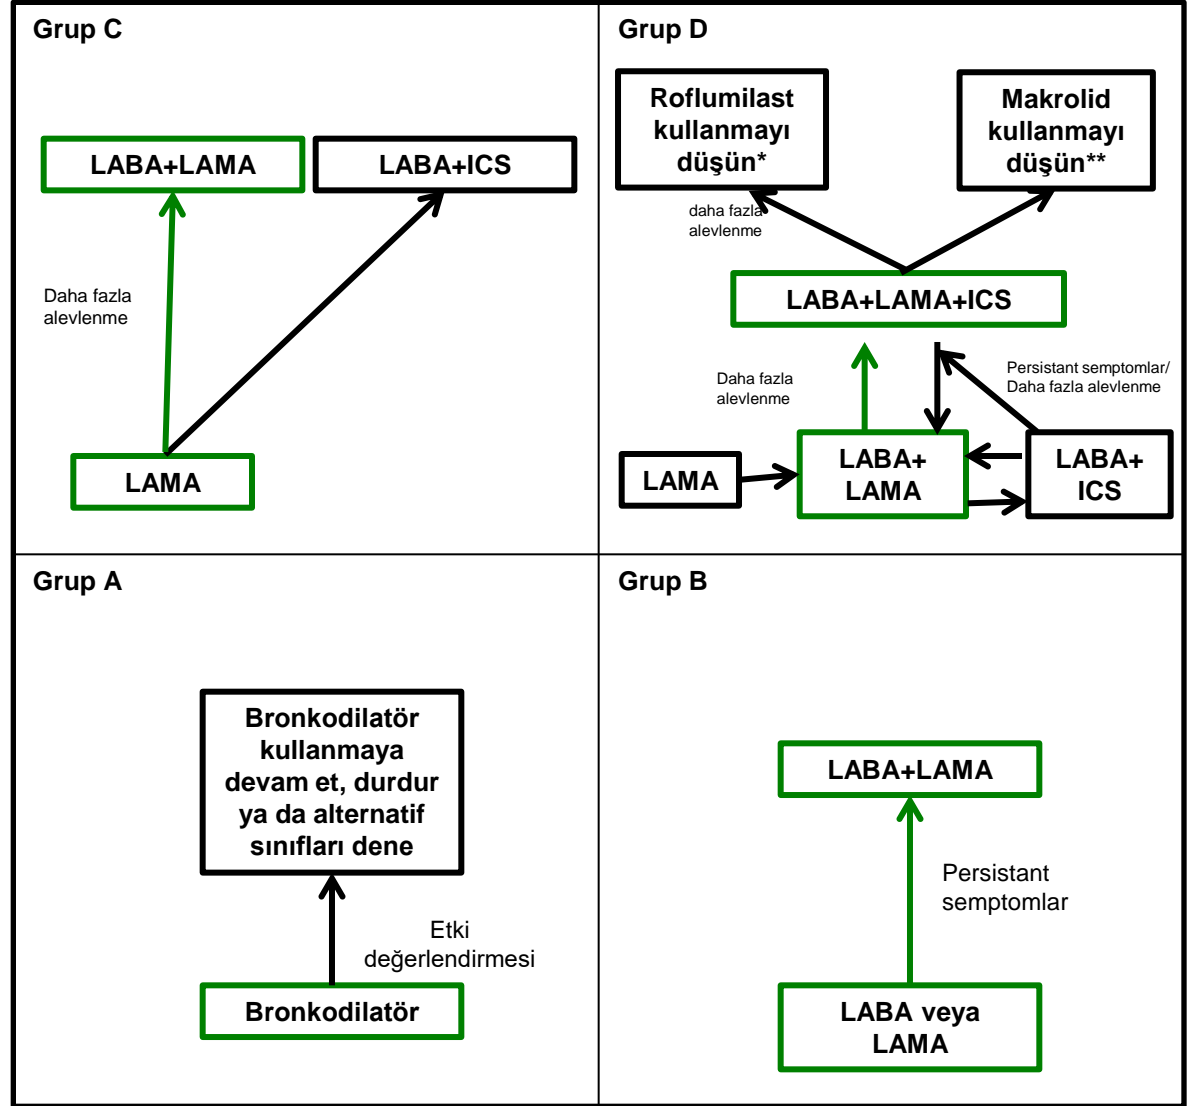 Grup C
LABA+LAMA
LABA+ICS
Daha fazla
alevlenme
LAMA
Grup D
Roflumilast
kullanmayı
düşün*
Makrolid
kullanmayı
düşün**
daha fazla
alevlenme
LABA+LAMA+ICS
Daha fazla
alevlenme
Persistant semptomlar/
Daha fazla alevlenme
LAMA
LABA+
LAMA
LABA+
ICS
Grup A
Bronkodilatör
kullanmaya
devam et, durdur
ya da alternatif
sınıfları dene
Etki
değerlendirmesi
Bronkodilatör
Grup B
LABA+LAMA
Persistant
semptomlar
LABA veya
LAMA